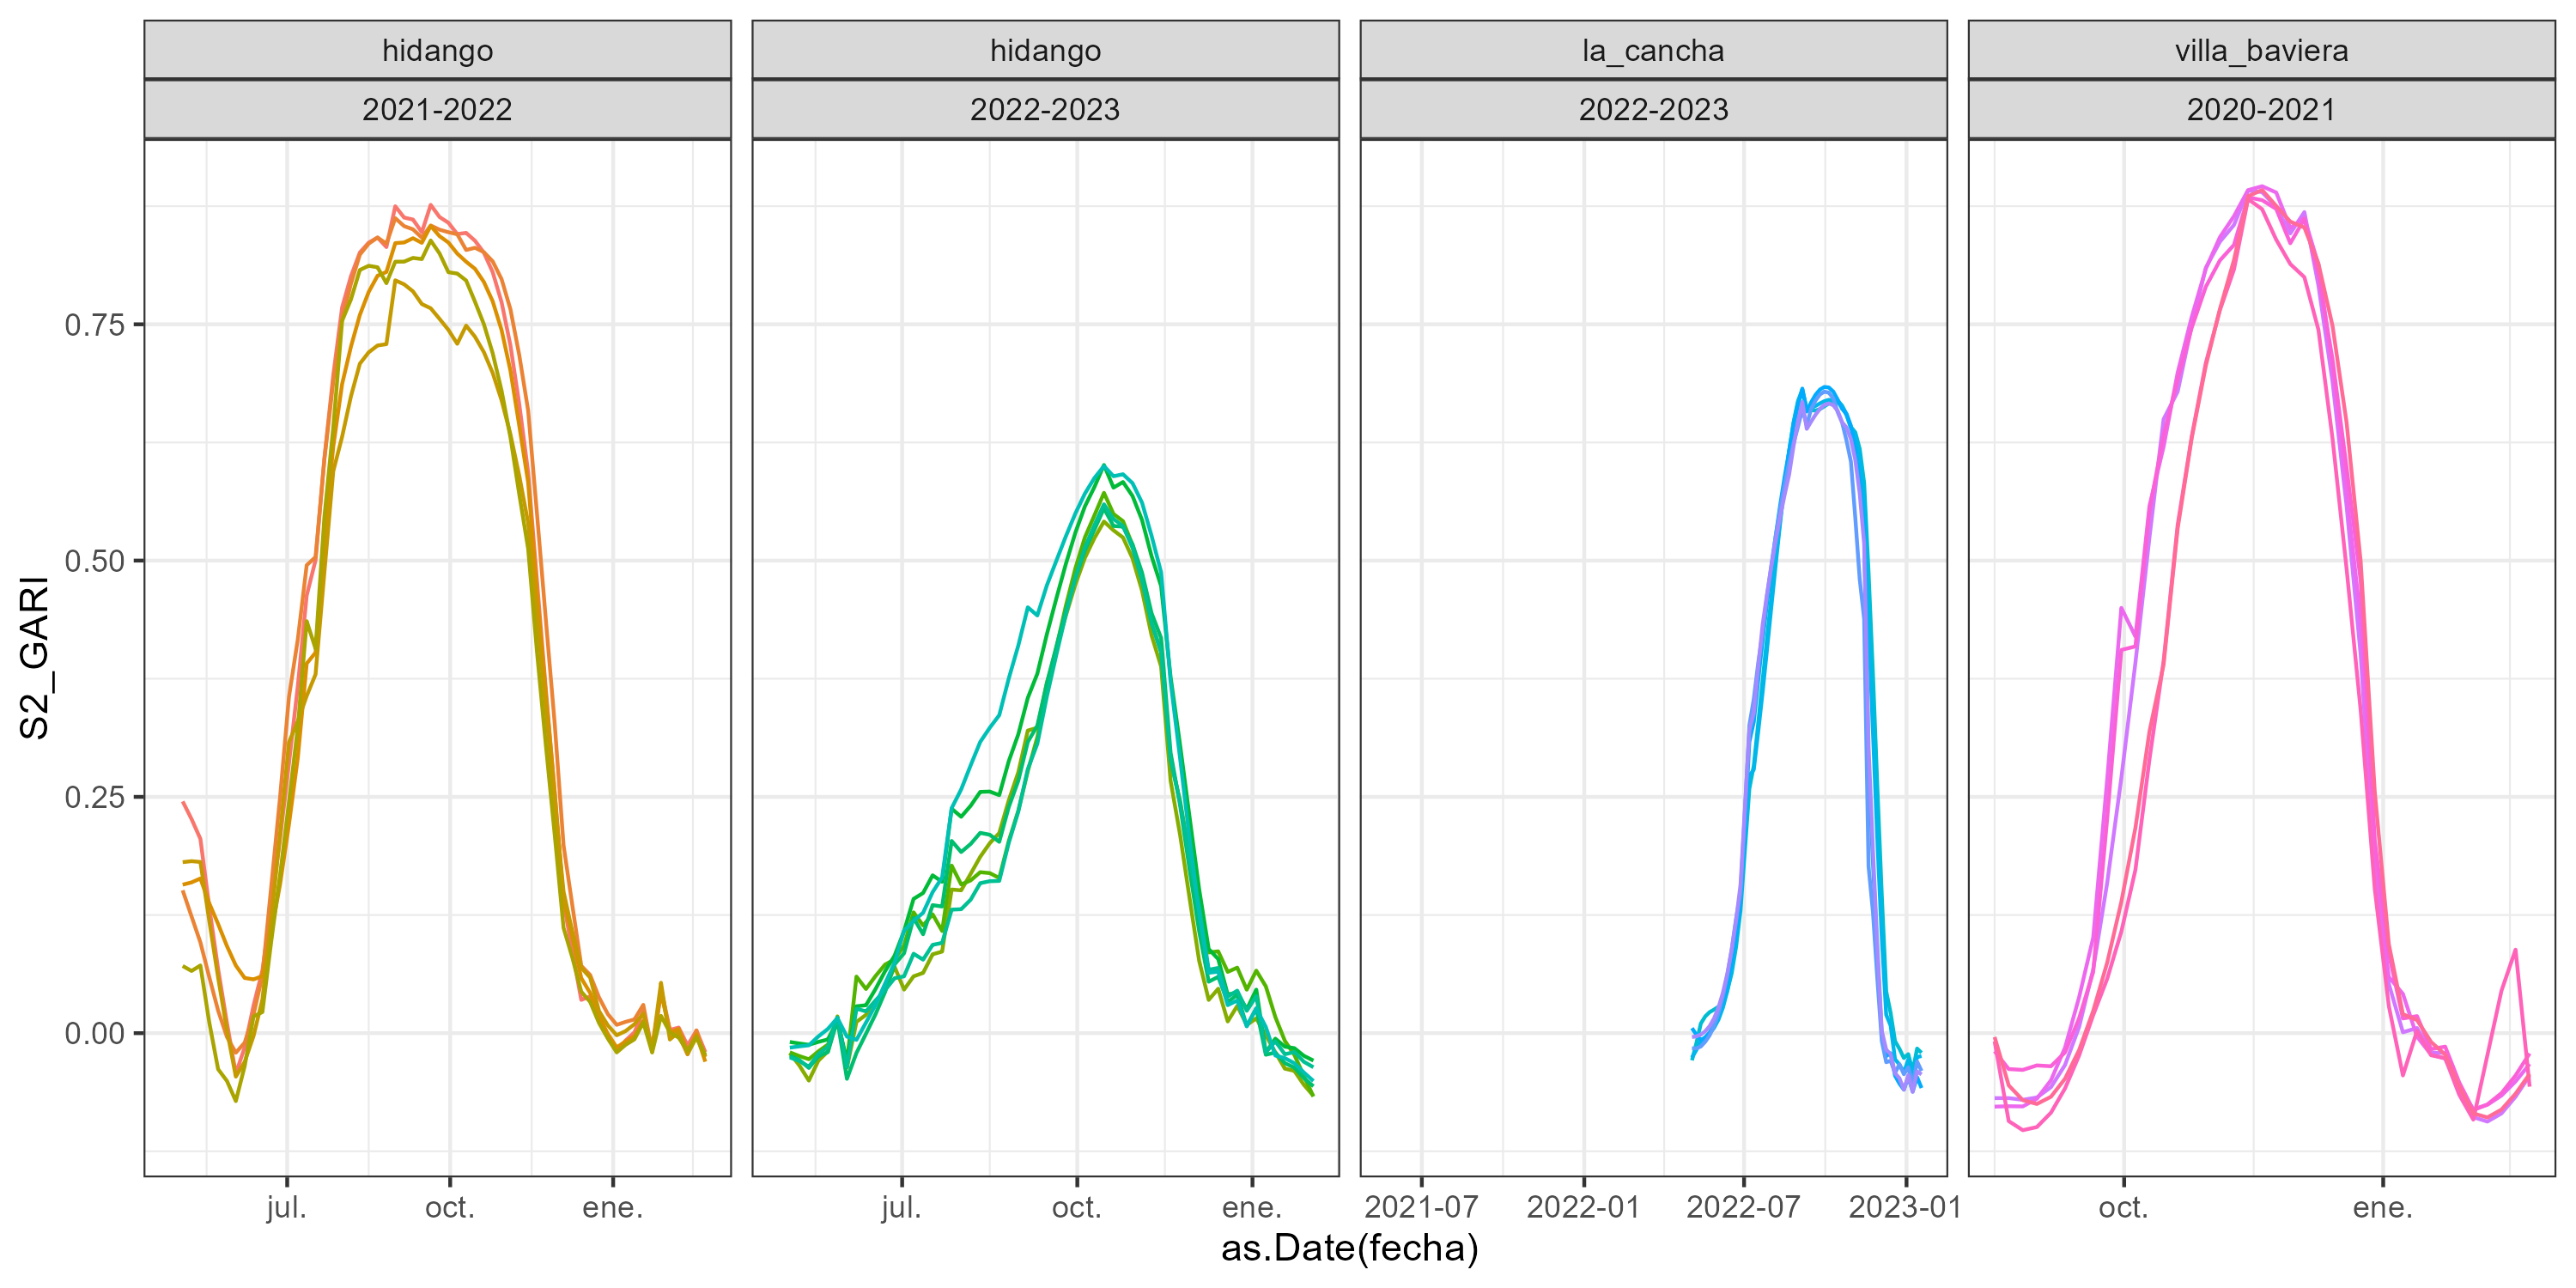 hidango hidango la_cancha villa_baviera
2021-2022 2022-2023 2022-2023 2020-2021
S2_GARI
0.75
0.50
0.25
0.00
jul. oct. ene. jul. oct. ene. 2021-07 2022-01 2022-07 2023-01 oct. ene.
as.Date(fecha)